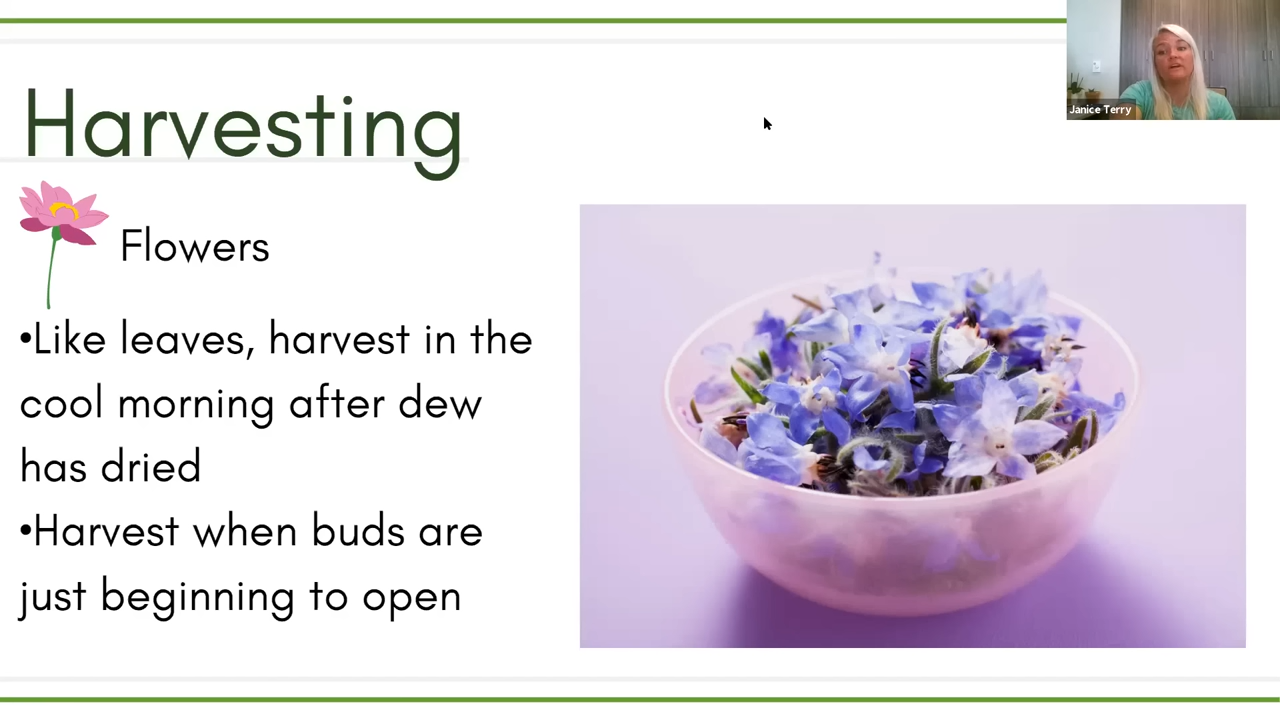 Harvesting
Janice Terry
Flowers
•Like leaves, harvest in the
cool morning after dew
has dried
•Harvest when buds are
just beginning to open